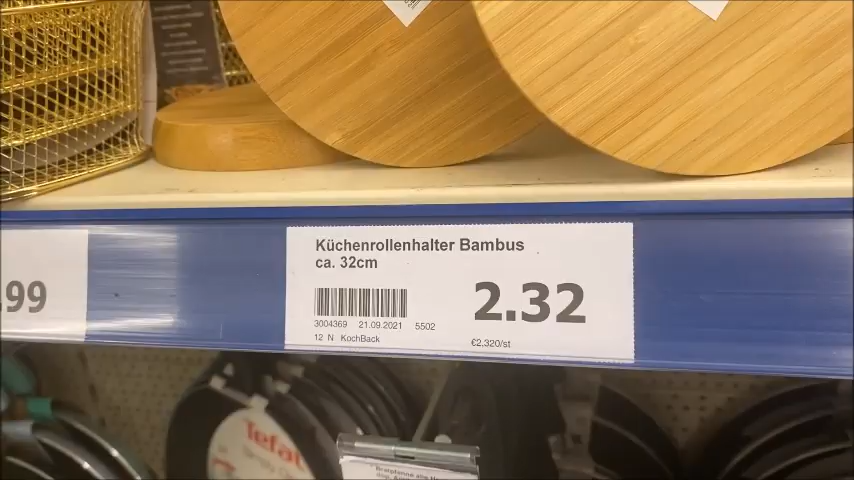 Küchenrollenhalter Bambus
ca. 32cm
2.32
3004369 21.09.2021 5502
12 N KochBack
€2,320/st
.99
Tefal